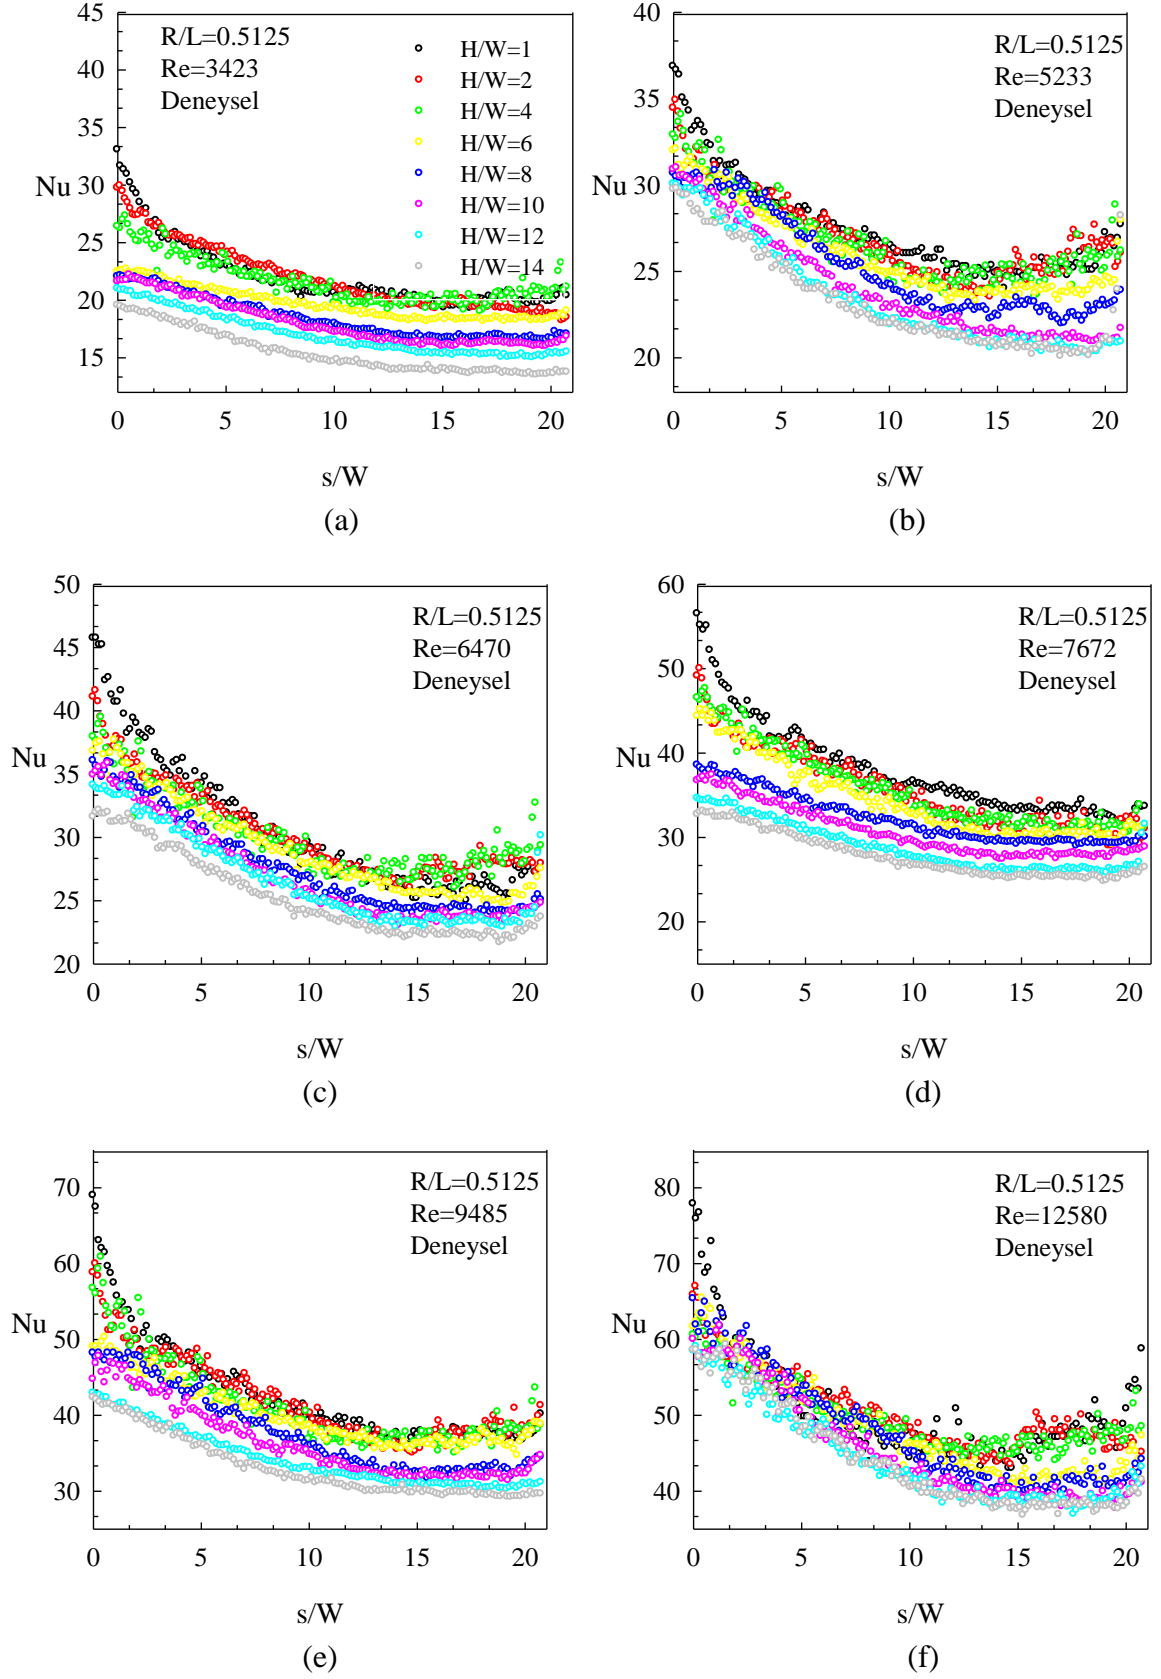 45
40
35
30
25
20
15
Nu
R/L=0.5125
Re=3423
Deneysel
H/W=1
H/W=2
H/W=4
H/W=6
H/W=8
H/W=10
H/W=12
H/W=14
0 5 10 15 20
s/W
(a)
40
35
30
25
20
Nu
R/L=0.5125
Re=5233
Deneysel
0 5 10 15 20
s/W
(b)
50
45
40
35
30
25
20
Nu
R/L=0.5125
Re=6470
Deneysel
0 5 10 15 20
s/W
(c)
60
50
40
30
20
Nu
R/L=0.5125
Re=7672
Deneysel
0 5 10 15 20
s/W
(d)
70
60
50
40
30
Nu
R/L=0.5125
Re=9485
Deneysel
0 5 10 15 20
s/W
(e)
80
70
60
50
40
Nu
R/L=0.5125
Re=12580
Deneysel
0 5 10 15 20
s/W
(f)